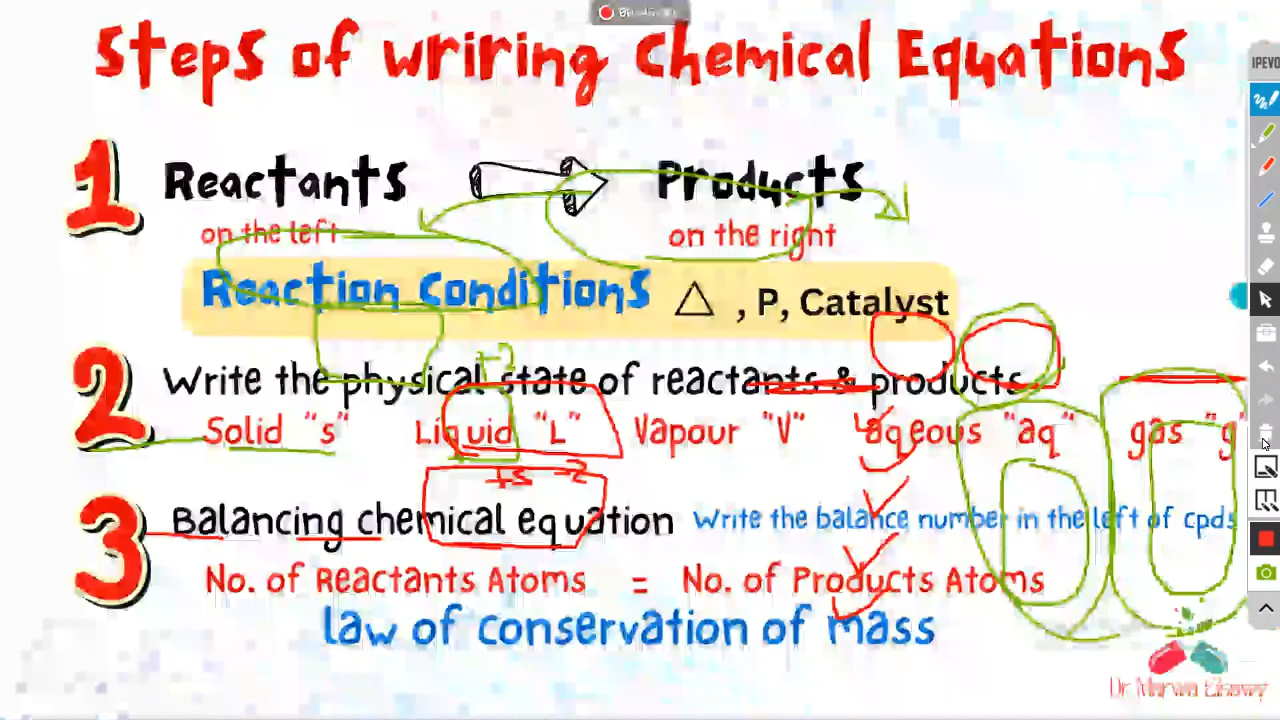 Steps of Wriring Chemical Equations
IPEVO
1 Reactants Products
on the left on the right
Reaction Conditions △ , P, Catalyst
2 Write the physical state of reactants & products
Solid "s" Liquid "L" Vapour "V" aqeous "aq" gas "g"
+3 -2
3 Balancing chemical equation Write the balance number in the left of cpds
No. of Reactants Atoms = No. of Products Atoms
law of conservation of mass
Dr Marwa